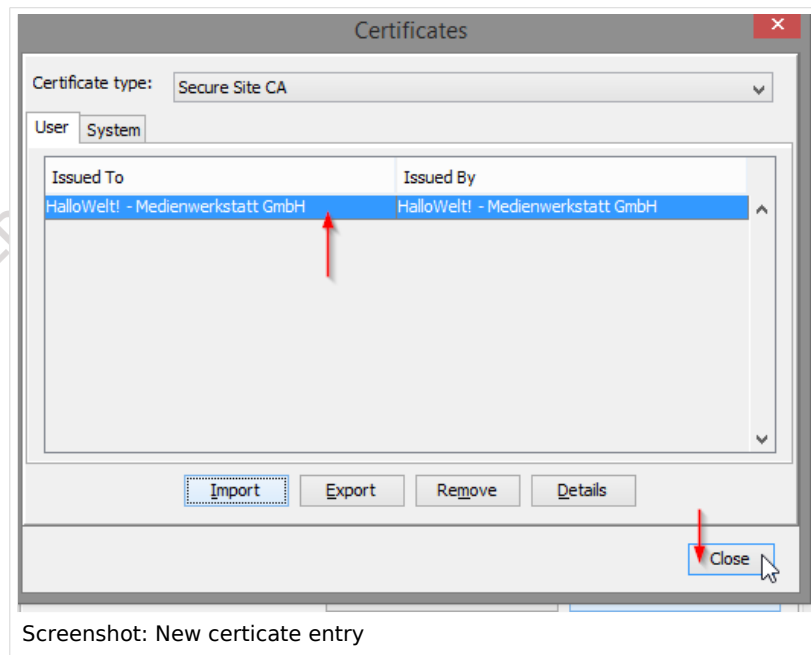 Certificates
Certificate type: Secure Site CA
User System
Issued To Issued By
HalloWelt! - Medienwerkstatt GmbH HalloWelt! - Medienwerkstatt GmbH
Import Export Remove Details
Close
Screenshot: New certicate entry